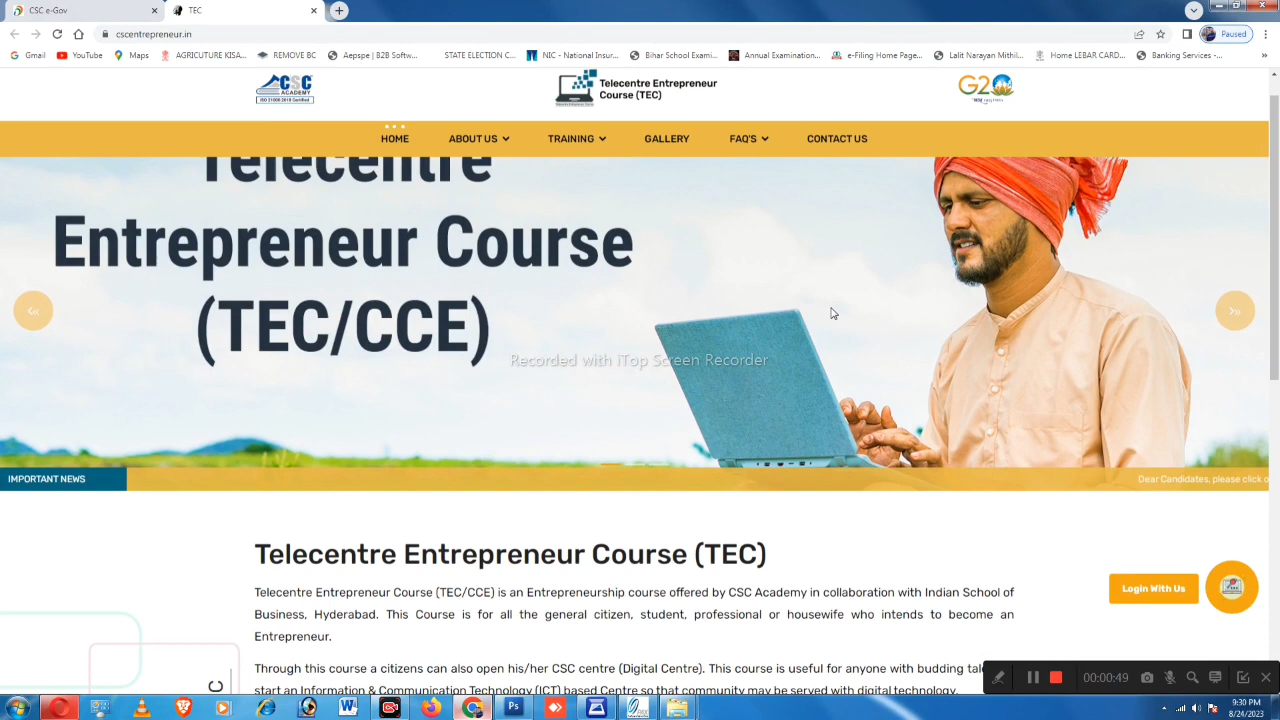 CSC e-Gov
TEC
cscentrepreneur.in
Paused
Gmail
YouTube
Maps
AGRICUTURE KISA...
REMOVE BC
Aepspe | B2B Softw...
STATE ELECTION C...
NIC - National Insur...
Bihar School Exami...
Annual Examination...
e-Filing Home Page...
Lalit Narayan Mithil...
Home LEBAR CARD...
Banking Services -...
CSC
ACADEMY
Telecentre Entrepreneur
Course (TEC)
G20
HOME
ABOUT US
TRAINING
GALLERY
FAQ'S
CONTACT US
Telecentre
Entrepreneur Course
(TEC/CCE)
Recorded with iTop Screen Recorder
IMPORTANT NEWS
Dear Candidates, please click o
Telecentre Entrepreneur Course (TEC)
Telecentre Entrepreneur Course (TEC/CCE) is an Entrepreneurship course offered by CSC Academy in collaboration with Indian School of
Business, Hyderabad. This Course is for all the general citizen, student, professional or housewife who intends to become an
Entrepreneur.
Login With Us
Through this course a citizens can also open his/her CSC centre (Digital Centre). This course is useful for anyone with budding tal
start an Information & Communication Technology (ICT) based Centre so that community may be served with digital technology.
00:00:49
9:30 PM
8/24/2023